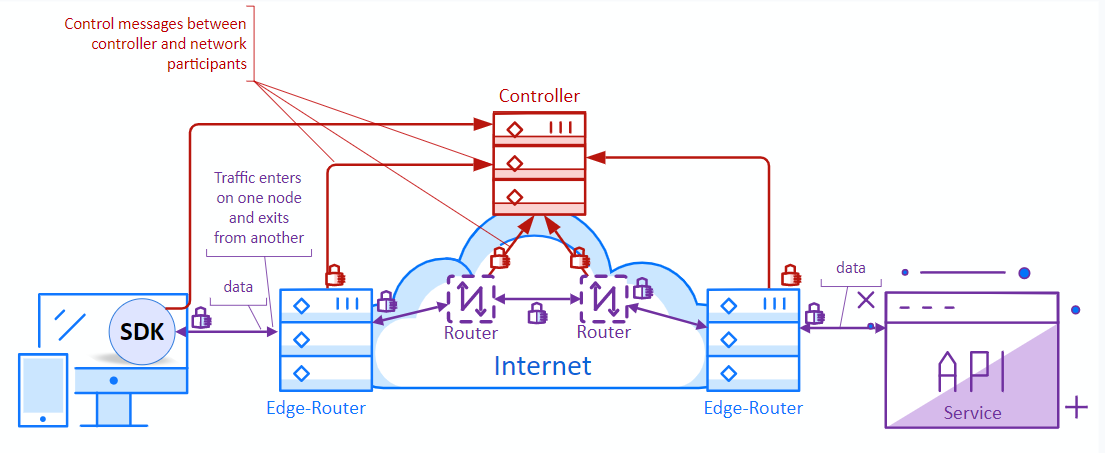 Control messages between
controller and network
participants
Controller
Traffic enters
on one node
and exits
from another
data
data
SDK
Router
Router
Internet
Edge-Router
Edge-Router
API
Service